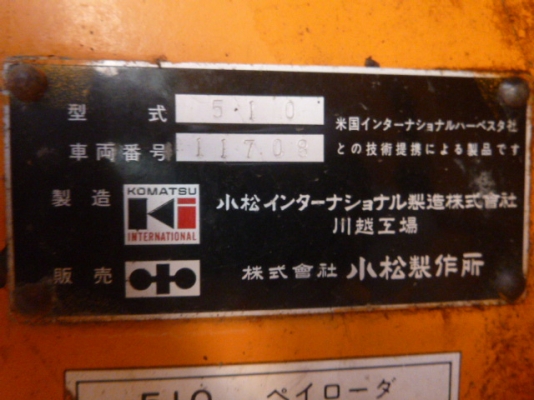 型式 510
米国インターナショナルハーベスタ社
との技術提携による製品です
車両番号 11708
製造 KOMATSU
INTERNATIONAL
小松インターナショナル製造株式會社
川越工場
販売 株式會社 小松製作所
510 ペイローダ